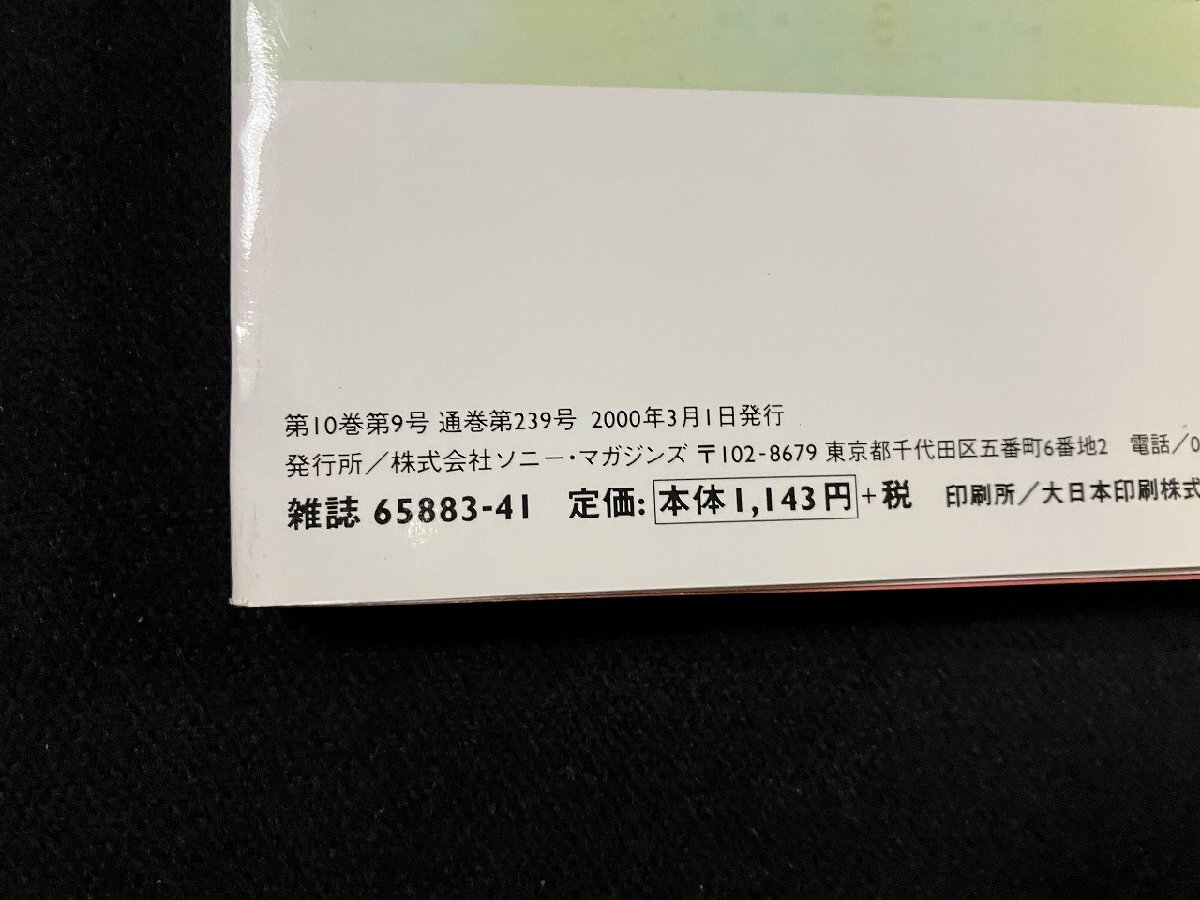 第10巻第9号 通巻第239号 2000年3月1日発行
発行所／株式会社ソニー・マガジンズ 〒102-8679 東京都千代田区五番町6番地2 電話／0
雑誌 65883-41 定価：本体1,143円+税 印刷所／大日本印刷株式